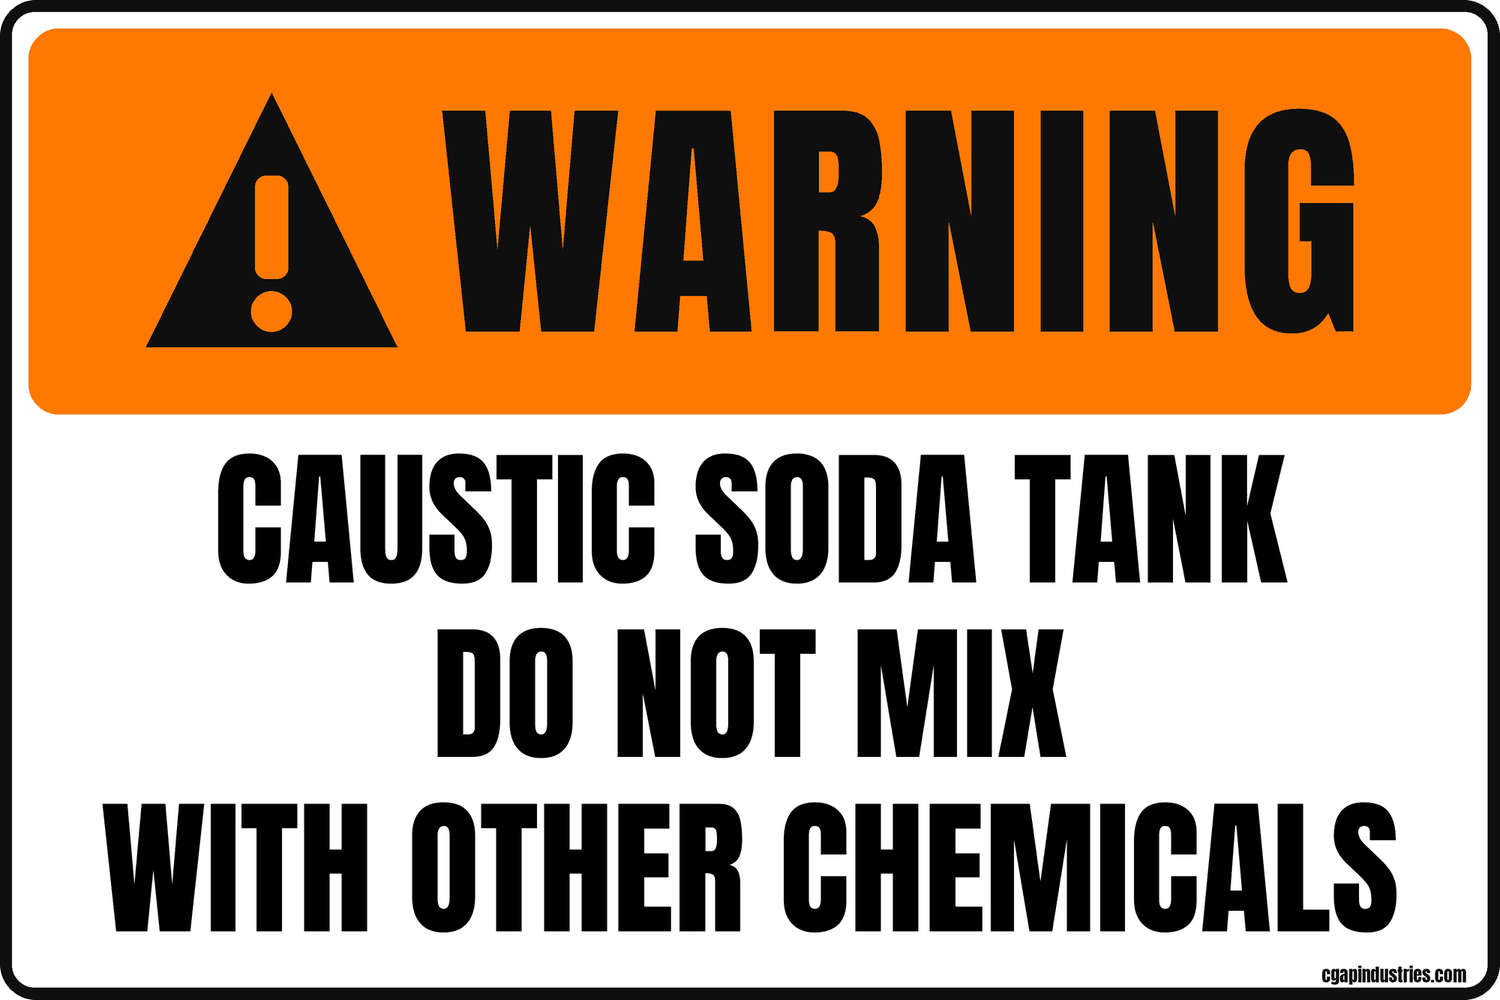 WARNING
CAUSTIC SODA TANK
DO NOT MIX
WITH OTHER CHEMICALS
cgapindustries.com